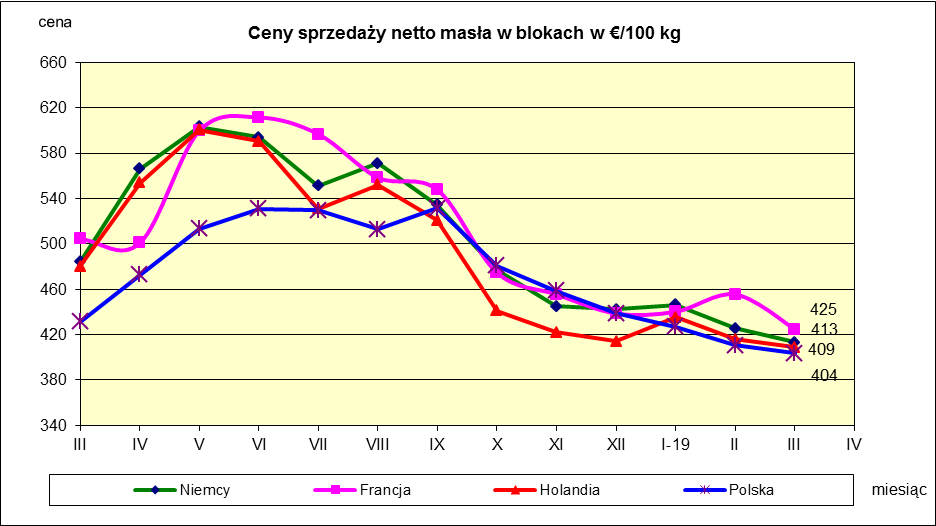 cena
Ceny sprzedaży netto masła w blokach w €/100 kg
660
620
580
540
500
460
420
380
340
425
413
409
404
III IV V VI VII VIII IX X XI XII I-19 II III IV
Niemcy Francja Holandia Polska
miesiąc